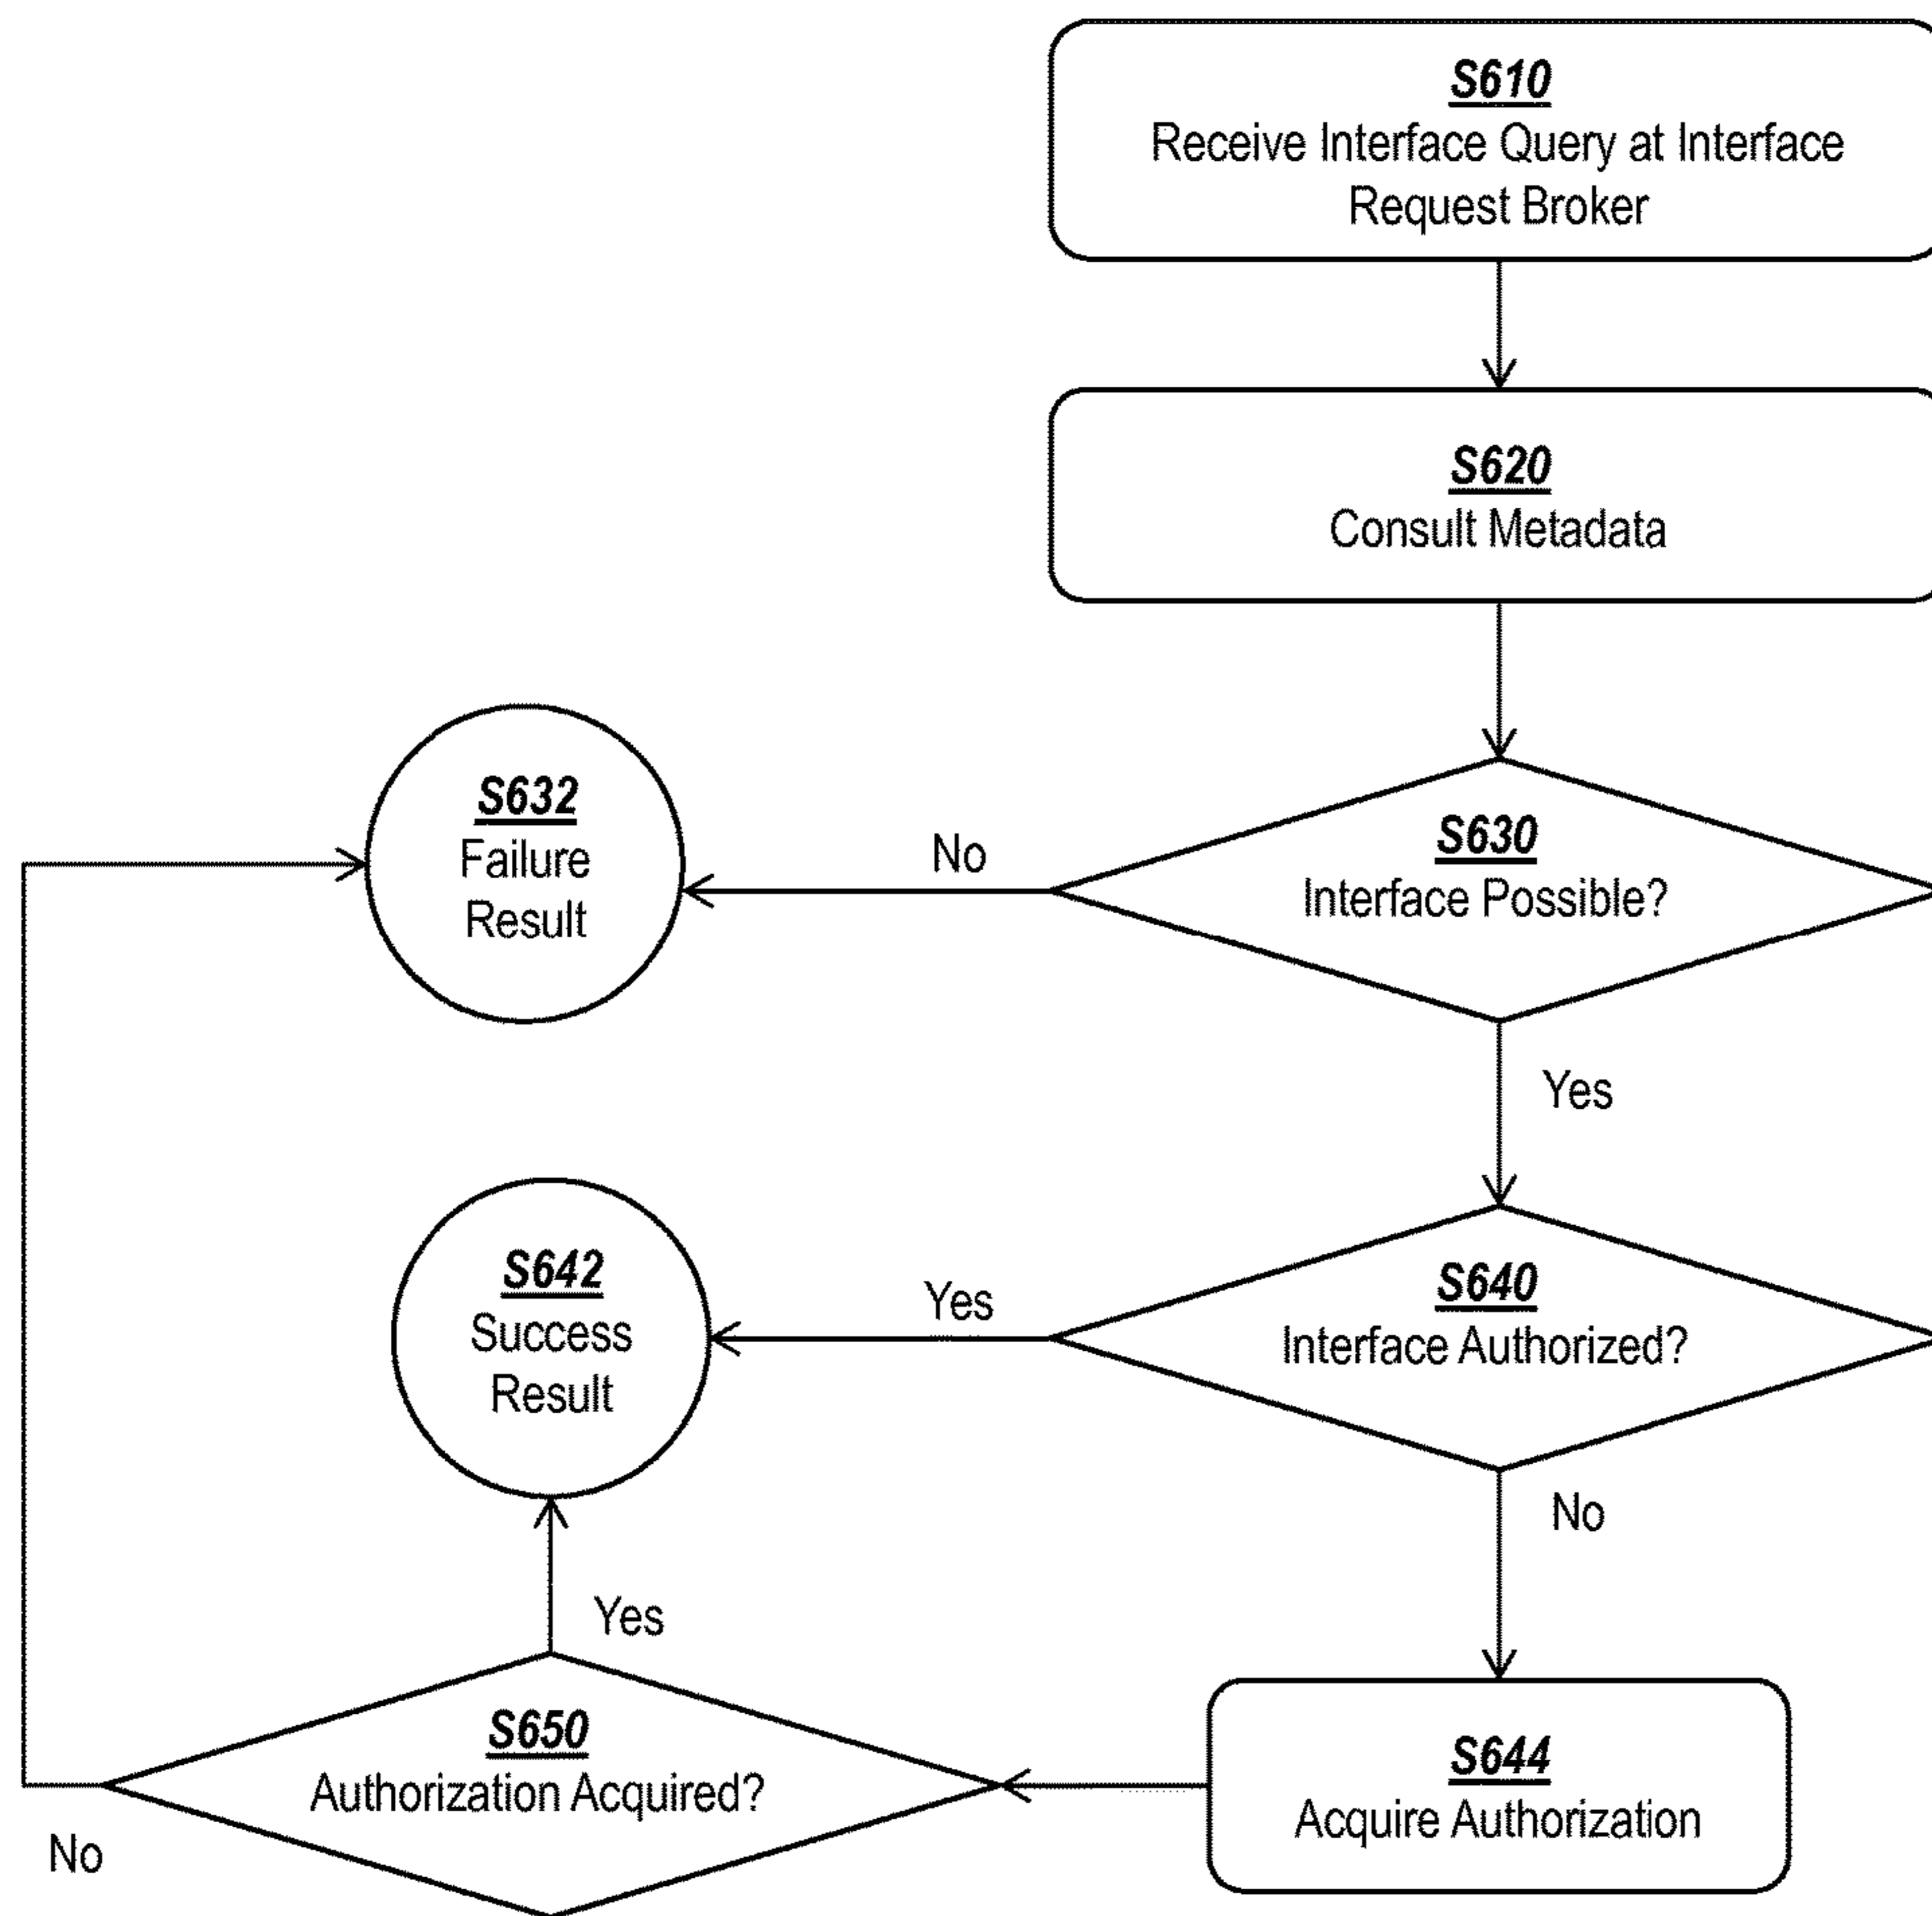 S610
Receive Interface Query at Interface
Request Broker
S620
Consult Metadata
S632
Failure
Result
No
S630
Interface Possible?
Yes
S642
Success
Result
Yes
S640
Interface Authorized?
No
Yes
S650
Authorization Acquired?
No
S644
Acquire Authorization